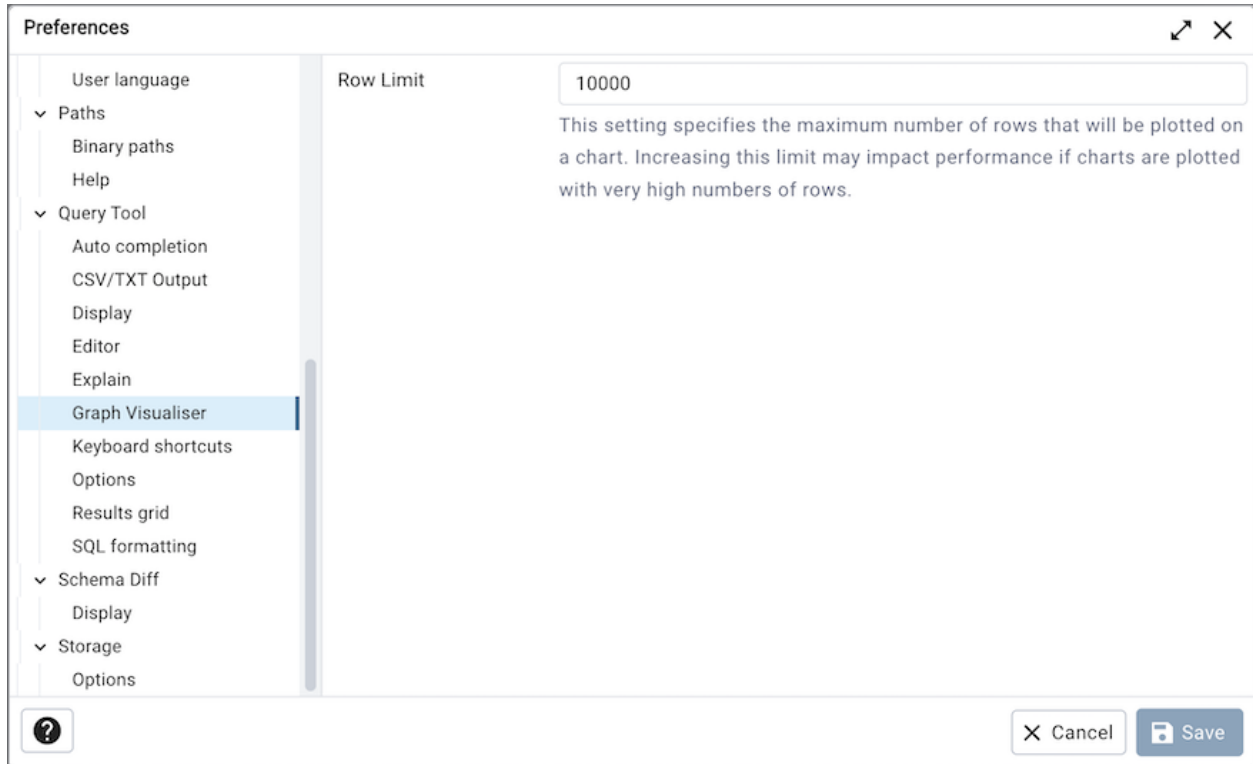 Preferences
User language
Paths
Binary paths
Help
Query Tool
Auto completion
CSV/TXT Output
Display
Editor
Explain
Graph Visualiser
Keyboard shortcuts
Options
Results grid
SQL formatting
Schema Diff
Display
Storage
Options
Row Limit
10000
This setting specifies the maximum number of rows that will be plotted on
a chart. Increasing this limit may impact performance if charts are plotted
with very high numbers of rows.
Cancel
Save